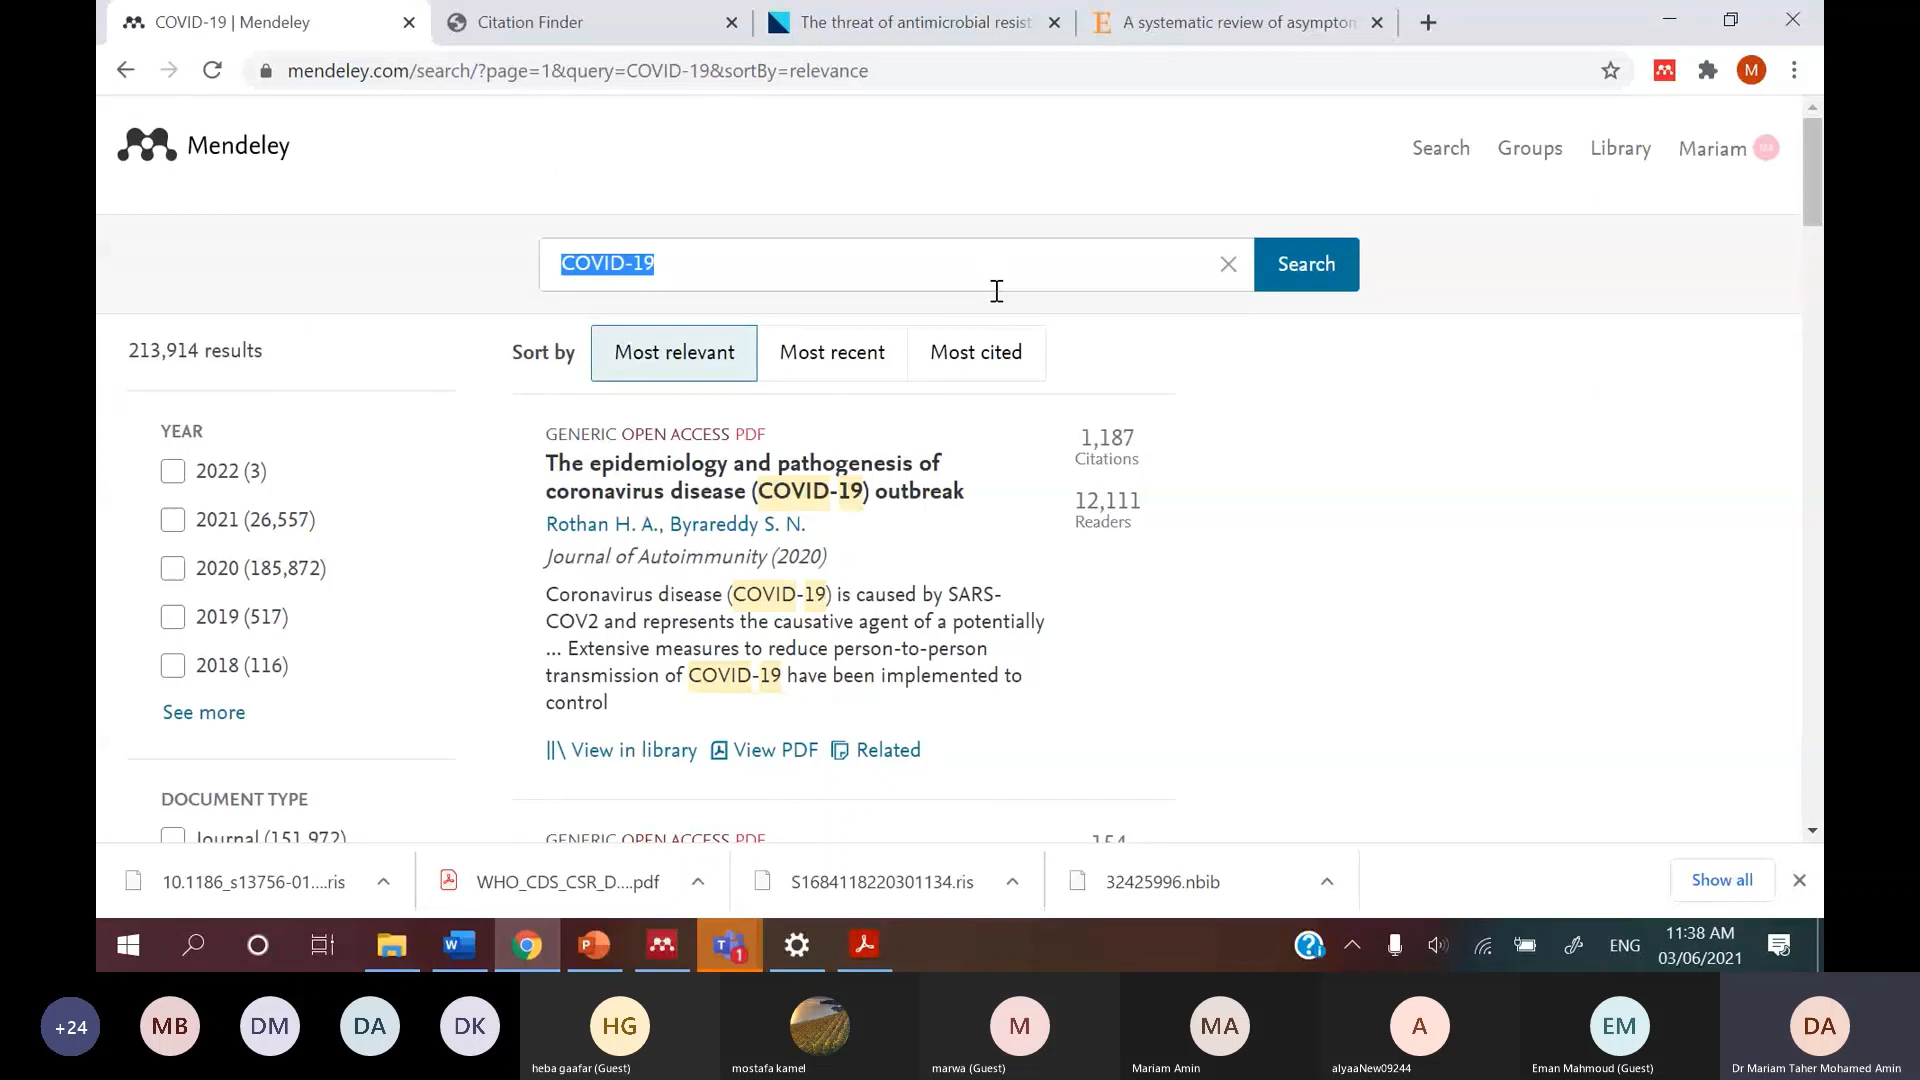 COVID-19 | Mendeley
Citation Finder
The threat of antimicrobial resist
A systematic review of asympton
mendeley.com/search/?page=1&query=COVID-19&sortBy=relevance
M
Mendeley
Search
Groups
Library
Mariam
COVID-19
Search
213,914 results
Sort by
Most relevant
Most recent
Most cited
YEAR
2022 (3)
2021 (26,557)
2020 (185,872)
2019 (517)
2018 (116)
See more
DOCUMENT TYPE
Journal (151,972)
GENERIC OPEN ACCESS PDF
The epidemiology and pathogenesis of
coronavirus disease (COVID-19) outbreak
Rothan H. A., Byrareddy S. N.
Journal of Autoimmunity (2020)
Coronavirus disease (COVID-19) is caused by SARS-
COV2 and represents the causative agent of a potentially
... Extensive measures to reduce person-to-person
transmission of COVID-19 have been implemented to
control
View in library
View PDF
Related
1,187
Citations
12,111
Readers
GENERIC OPEN ACCESS PDF
154
10.1186_s13756-01....ris
WHO_CDS_CSR_D....pdf
S1684118220301134.ris
32425996.nbib
Show all
ENG
11:38 AM
03/06/2021
+24
MB
DM
DA
DK
HG
heba gaafar (Guest)
mostafa kamel
M
marwa (Guest)
MA
Mariam Amin
A
alyaaNew09244
EM
Eman Mahmoud (Guest)
DA
Dr Mariam Taher Mohamed Amin